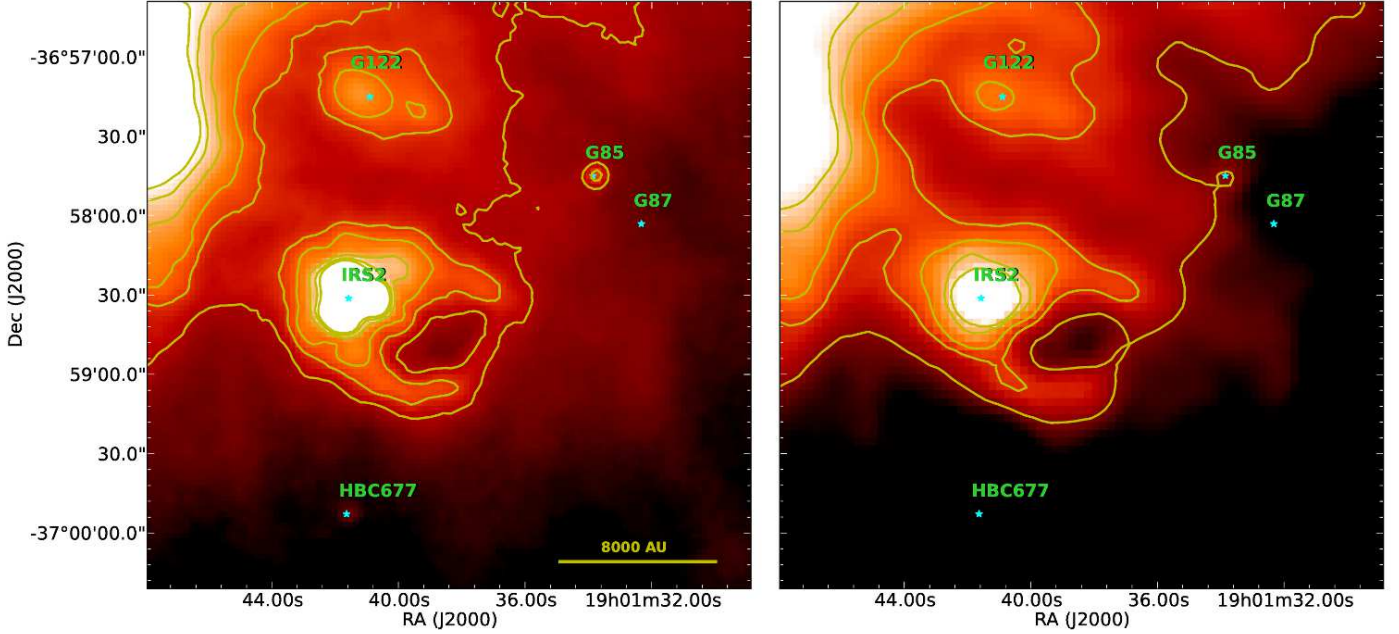 -36°57'00.0"
30.0"
58'00.0"
30.0"
59'00.0"
30.0"
-37°00'00.0"
Dec (J2000)
G122
G85
G87
IRS2
HBC677
8000 AU
44.00s 40.00s 36.00s 19h01m32.00s
RA (J2000)
G122
G85
G87
IRS2
HBC677
44.00s 40.00s 36.00s 19h01m32.00s
RA (J2000)